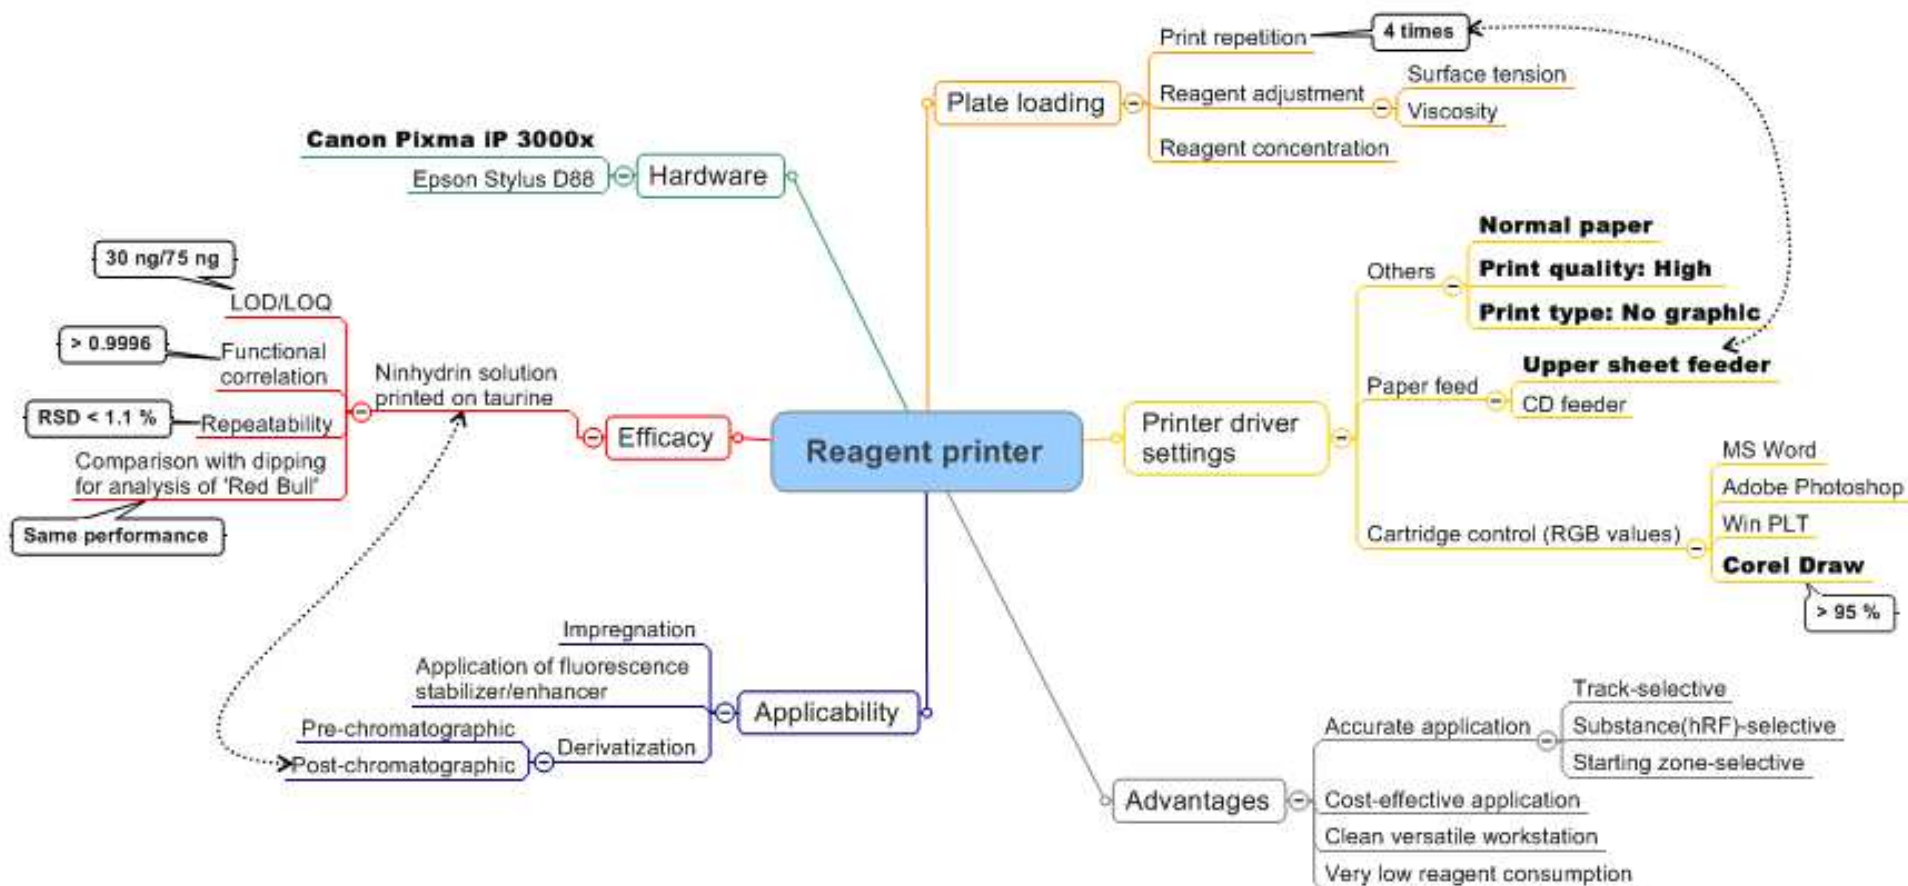 Reagent printer
Plate loading
Print repetition
4 times
Reagent adjustment
Surface tension
Viscosity
Reagent concentration
Printer driver
settings
Others
Normal paper
Print quality: High
Print type: No graphic
Paper feed
Upper sheet feeder
CD feeder
Cartridge control (RGB values)
MS Word
Adobe Photoshop
Win PLT
Corel Draw
> 95 %
Advantages
Accurate application
Track-selective
Substance(hRF)-selective
Starting zone-selective
Cost-effective application
Clean versatile workstation
Very low reagent consumption
Hardware
Canon Pixma iP 3000x
Epson Stylus D88
Efficacy
Ninhydrin solution
printed on taurine
30 ng/75 ng
LOD/LOQ
> 0.9996
Functional
correlation
RSD < 1.1 %
Repeatability
Comparison with dipping
for analysis of 'Red Bull'
Same performance
Applicability
Impregnation
Application of fluorescence
stabilizer/enhancer
Derivatization
Pre-chromatographic
Post-chromatographic